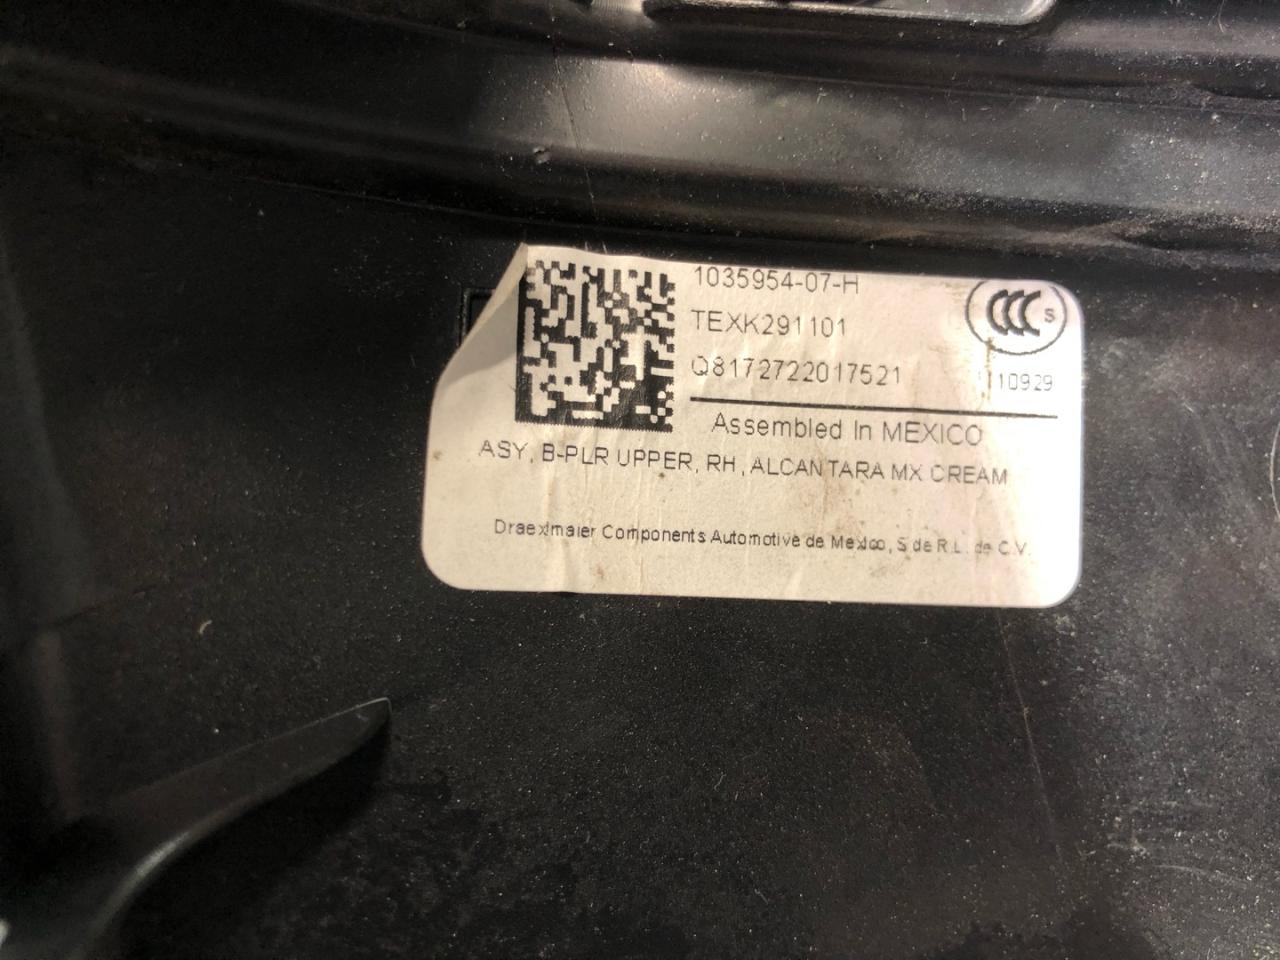 1035954-07-H
TEXK291101
Q8172722017521
S
110929
Assembled In MEXICO
ASY, B-PLR UPPER, RH, ALCANTARA MX CREAM
Draexlmaier Components Automotive de Mexico, S de R.L. de C.V.